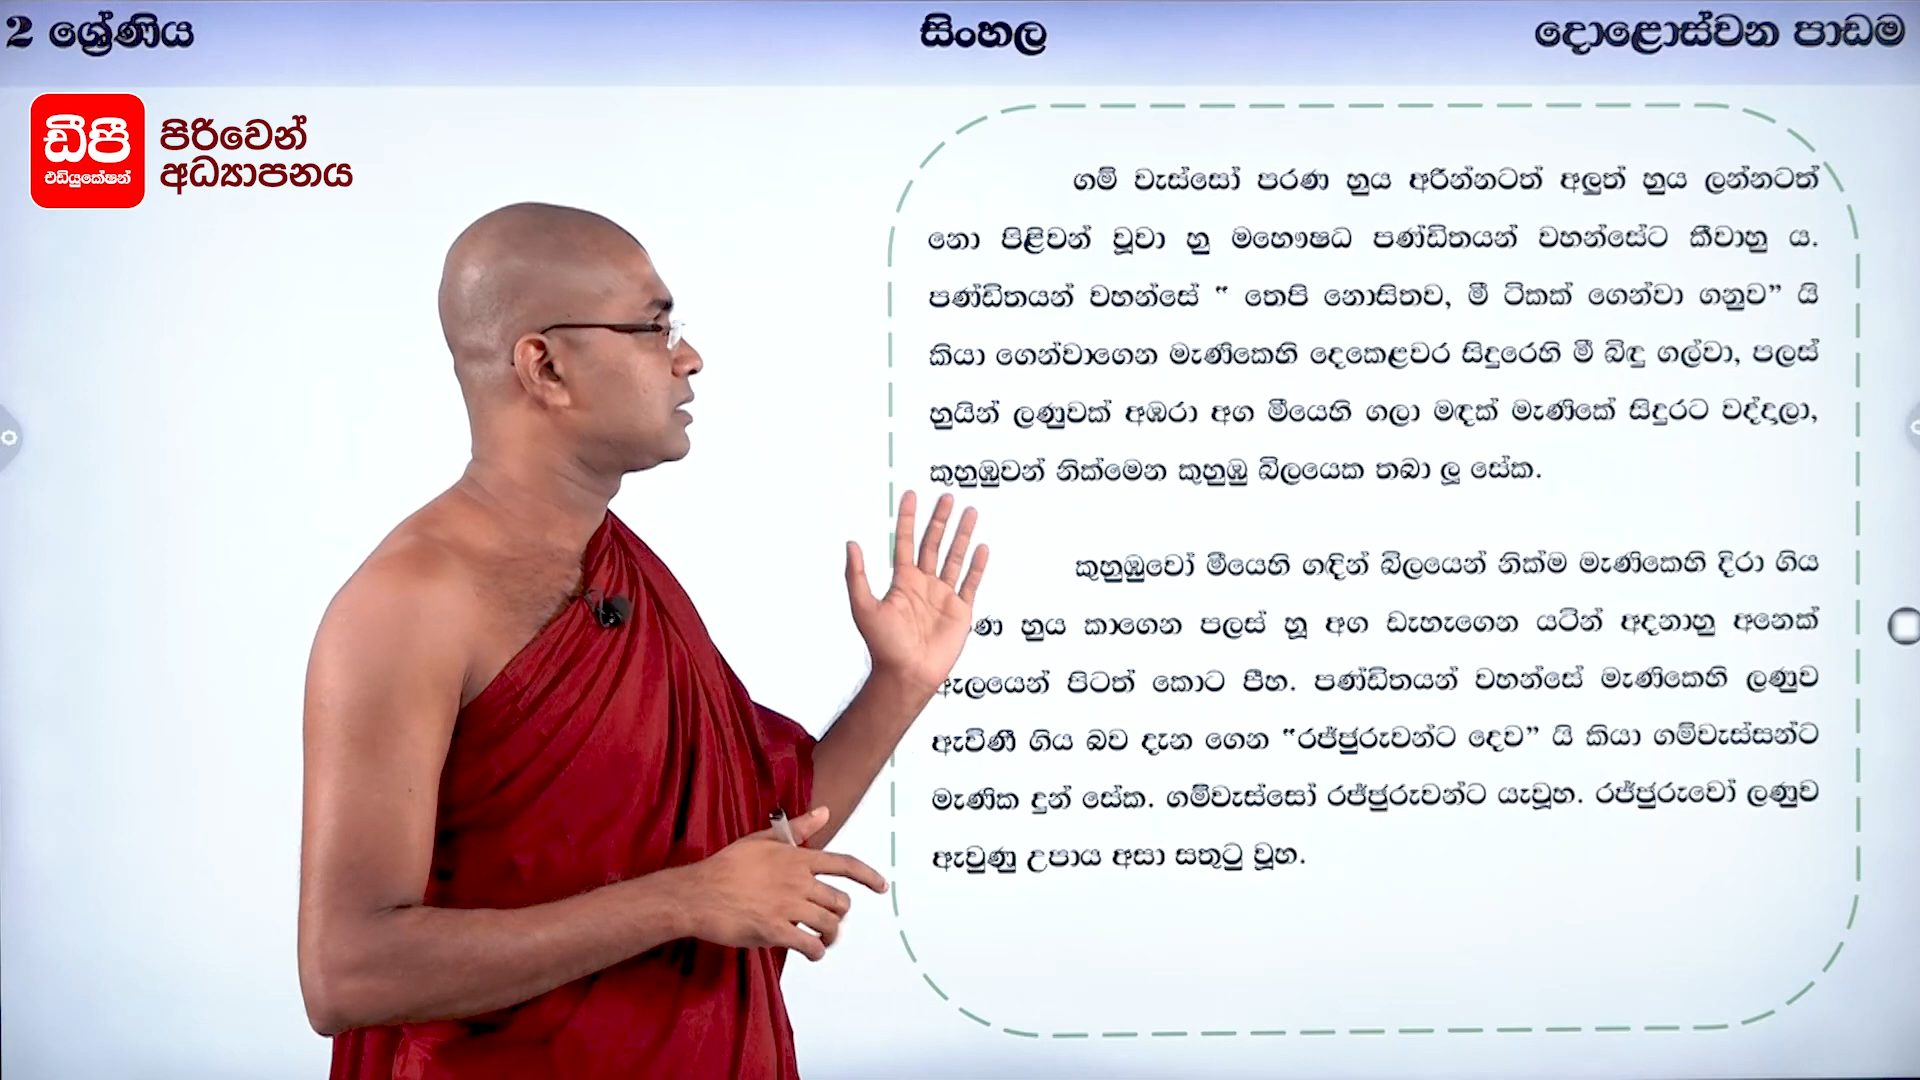 2 ශ්‍රේණිය
සිංහල
දොළොස්වන පාඩම
ඩීපී
එඩියුකේෂන්
පිරිවෙන්
අධ්‍යාපනය
ගම් වැස්සෝ පරණ හුය අරින්නටත් අලුත් හුය ලන්නටත්
නො පිළිවන් වූවා හු මහෞෂධ පණ්ඩිතයන් වහන්සේට කීවාහු ය.
පණ්ඩිතයන් වහන්සේ “ තෙපි නොසිතව, මී ටිකක් ගෙන්වා ගනුව” යි
කියා ගෙන්වාගෙන මැණිකෙහි දෙකෙළවර සිදුරෙහි මී බිඳු ගල්වා, පලස්
හුයින් ලණුවක් අඹරා අග මීයෙහි ගලා මඳක් මැණිකේ සිදුරට වද්දාලා,
කුහුඹුවන් නික්මෙන කුහුඹු බිලයෙක තබා ලූ සේක.
කුහුඹුවෝ මීයෙහි ගඳින් බිලයෙන් නික්ම මැණිකෙහි දිරා ගිය
හුය කාගෙන පලස් හූ අග ඩැහැගෙන යටින් අදනාහු අනෙක්
ඇලයෙන් පිටත් කොට පීහ. පණ්ඩිතයන් වහන්සේ මැණිකෙහි ලණුව
ඇවිණී ගිය බව දැන ගෙන “රජ්ජුරුවන්ට දෙව” යි කියා ගම්වැස්සන්ට
මැණික දුන් සේක. ගම්වැස්සෝ රජ්ජුරුවන්ට යැවූහ. රජ්ජුරුවෝ ලණුව
ඇවුණු උපාය අසා සතුටු වූහ.